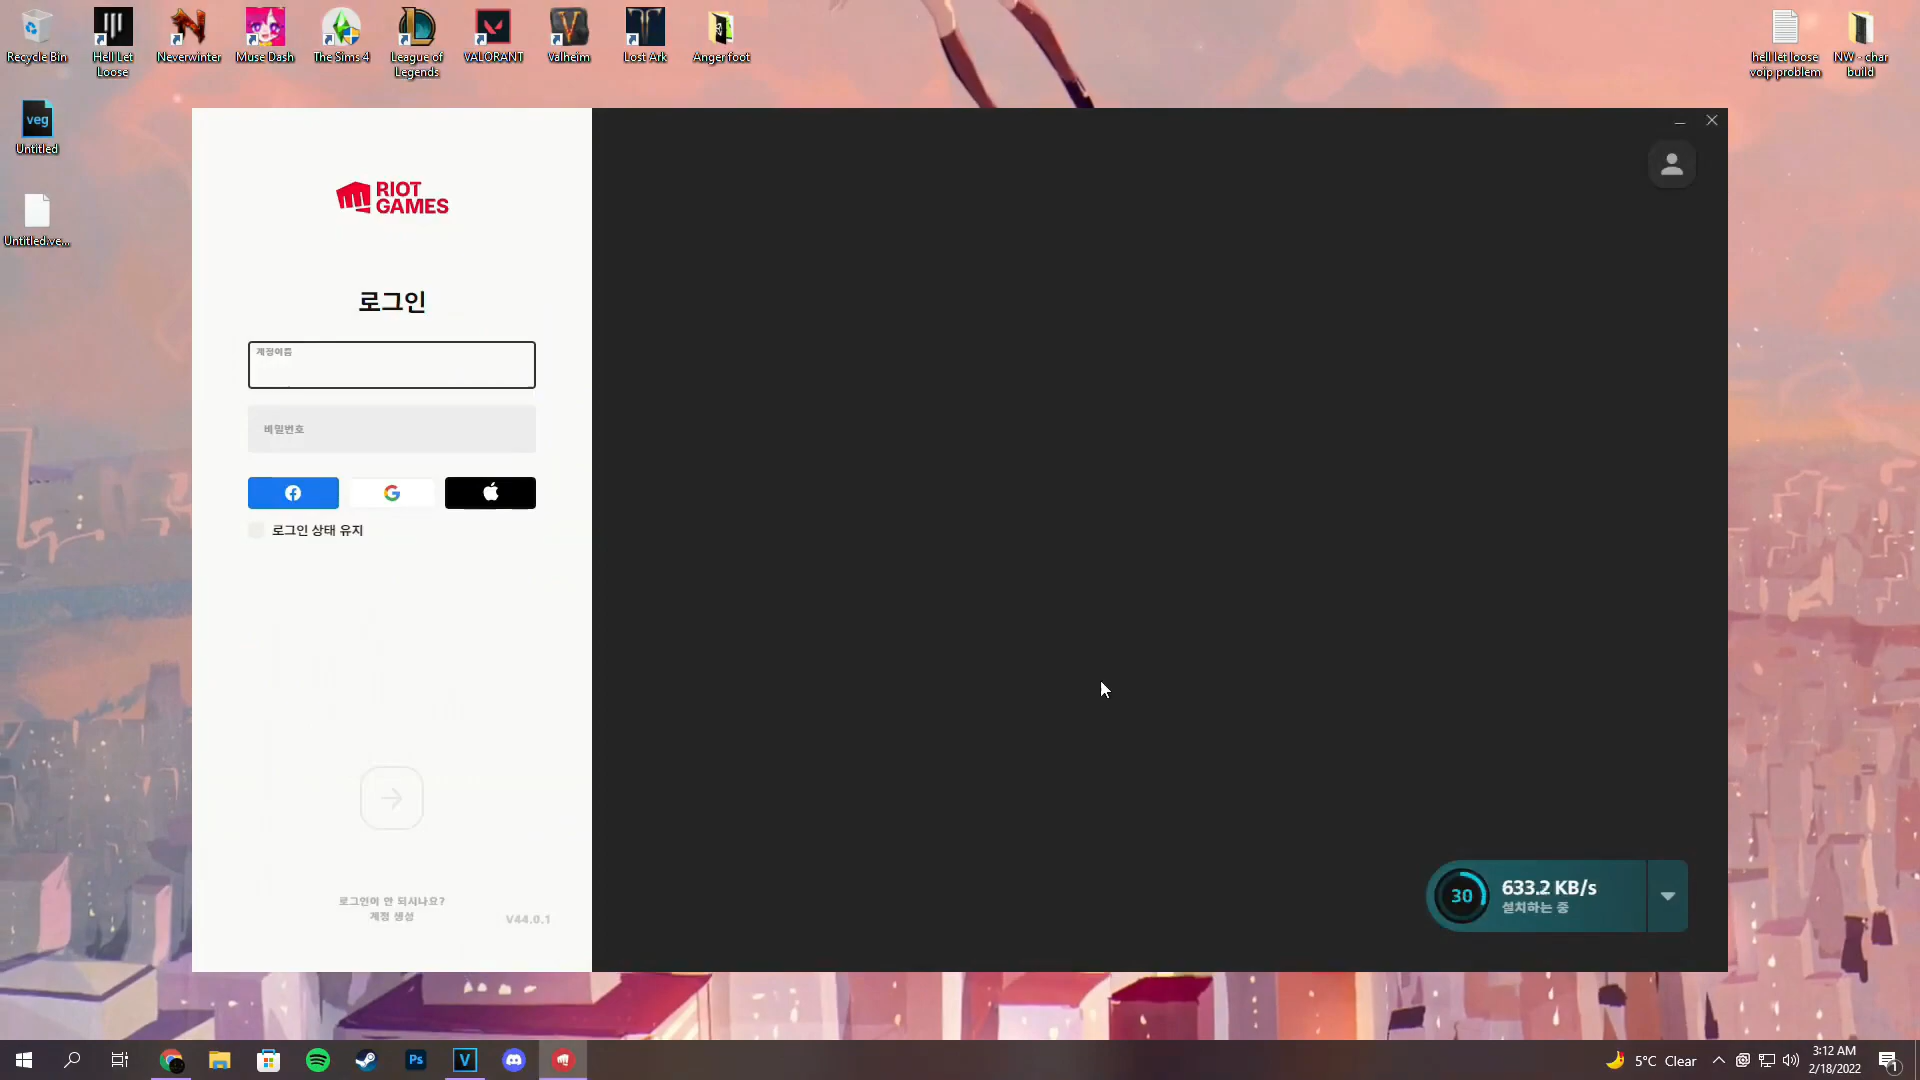 Recycle Bin
Hell Let
Loose
Neverwinter
Muse Dash
The Sims 4
League of
Legends
VALORANT
Valheim
Lost Ark
Anger foot
hell let loose
voip problem
NW - char
build
veg
Untitled
Untitled.ve...
RIOT
GAMES
로그인
계정이름
비밀번호
로그인 상태 유지
로그인이 안 되시나요?
계정 생성
V44.0.1
30
633.2 KB/s
설치하는 중
Ps
V
5°C Clear
3:12 AM
2/18/2022
1